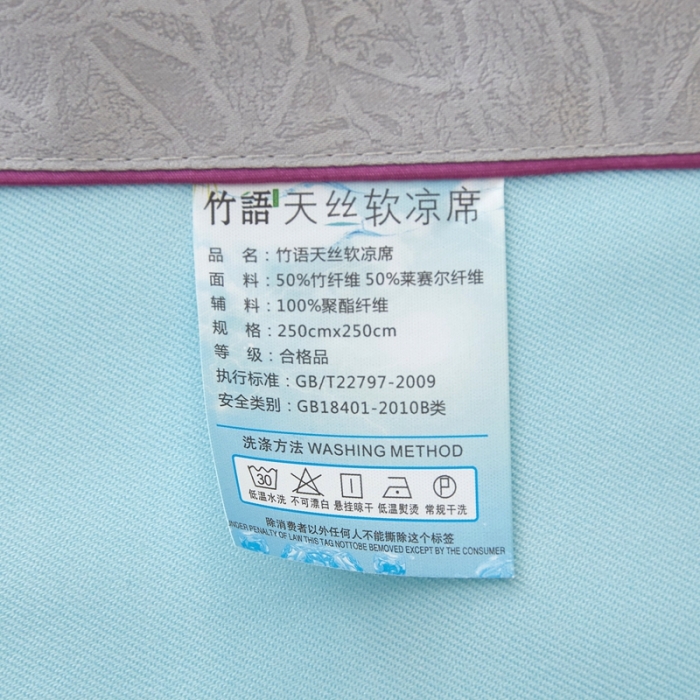 竹語天丝软凉席
品 名：竹语天丝软凉席
面 料：50%竹纤维 50%莱赛尔纤维
辅 料：100%聚酯纤维
规 格：250cmx250cm
等 级：合格品
执行标准：GB/T22797-2009
安全类别：GB18401-2010B类
洗涤方法 WASHING METHOD
30 P
低温水洗 不可漂白 悬挂晾干 低温熨烫 常规干洗
除消费者以外任何人不能撕除这个标签
UNDER PENALTY OF LAW THIS TAG NOTTOBE BEMOVED EXCEPT BY THE CONSUMER